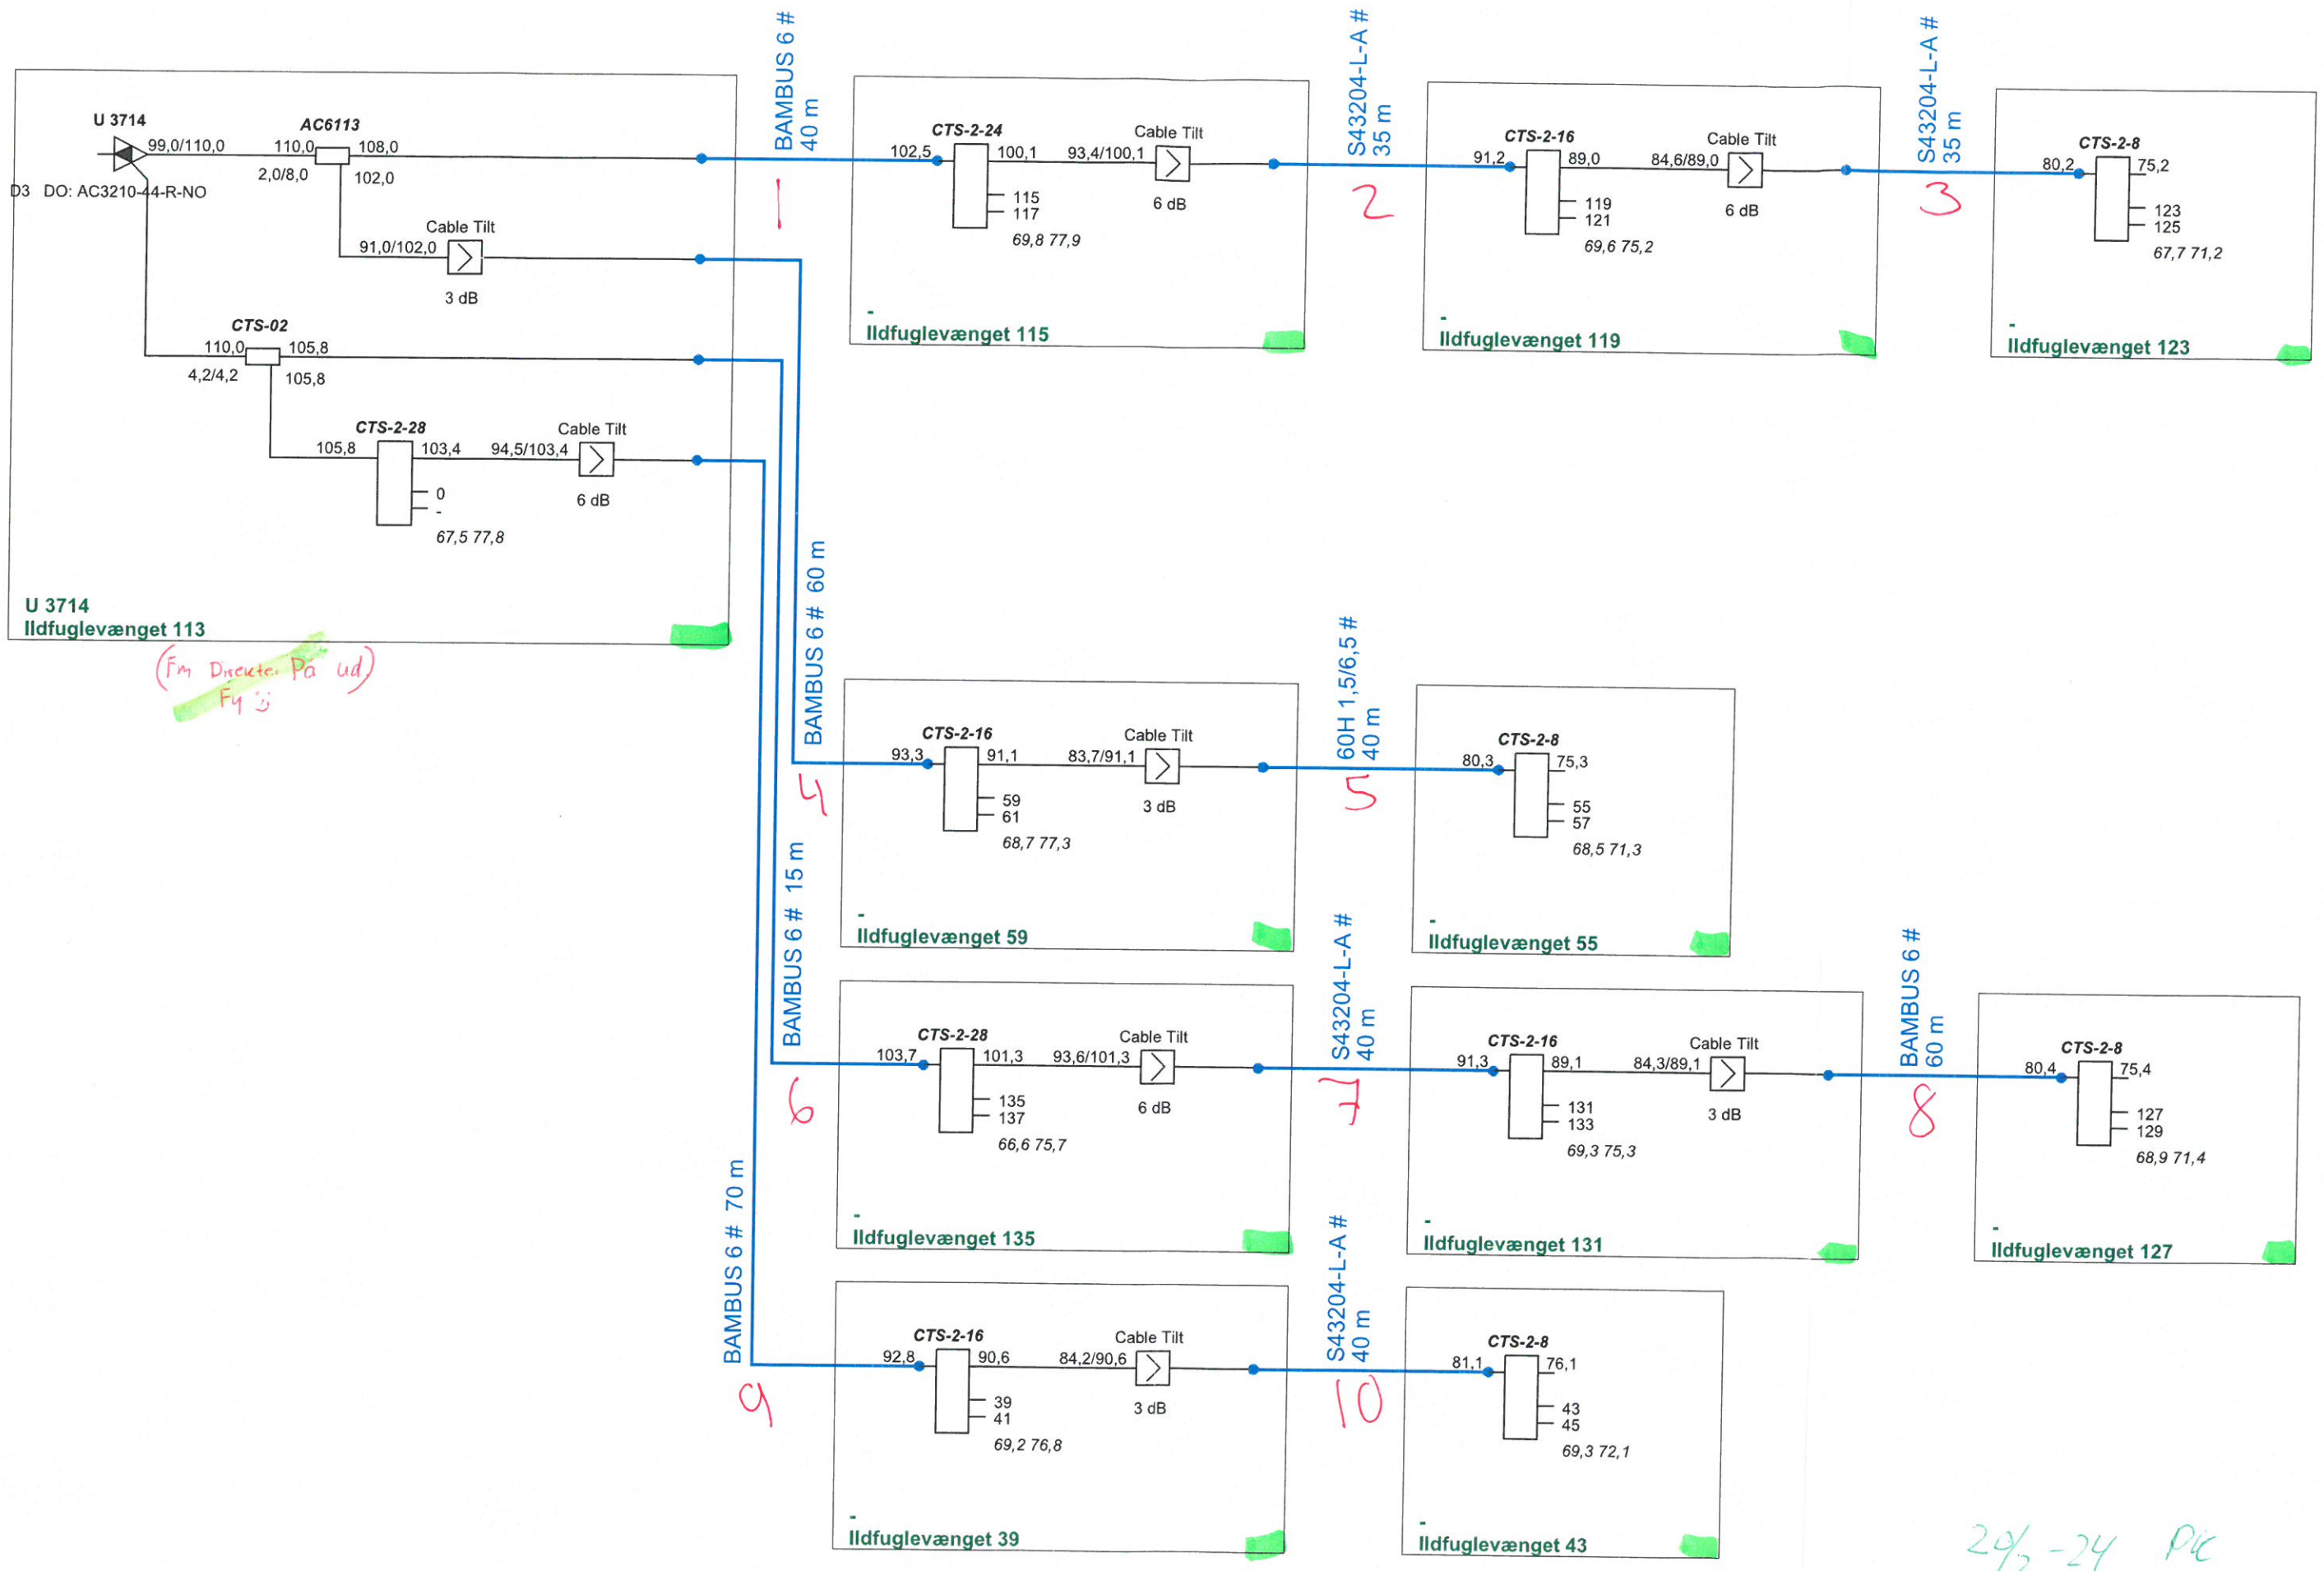 U 3714
99,0/110,0
D3 DO: AC3210-44-R-NO
AC6113
110,0
108,0
2,0/8,0
102,0
Cable Tilt
91,0/102,0
3 dB
CTS-02
110,0
105,8
4,2/4,2
105,8
CTS-2-28
105,8
103,4
94,5/103,4
Cable Tilt
6 dB
0
-
67,5 77,8
U 3714
Ildfuglevænget 113
Pa ud)
Fy
BAMBUS 6 #
40 m
1
CTS-2-24
102,5
100,1
93,4/100,1
Cable Tilt
6 dB
115
117
69,8 77,9
-
Ildfuglevænget 115
S43204-L-A #
35 m
2
CTS-2-16
91,2
89,0
84,6/89,0
Cable Tilt
6 dB
119
121
69,6 75,2
-
Ildfuglevænget 119
S43204-L-A #
35 m
3
CTS-2-8
80,2
75,2
123
125
67,7 71,2
-
Ildfuglevænget 123
BAMBUS 6 # 60 m
4
CTS-2-16
93,3
91,1
83,7/91,1
Cable Tilt
3 dB
59
61
68,7 77,3
-
Ildfuglevænget 59
60H 1,5/6,5 #
40 m
5
CTS-2-8
80,3
75,3
55
57
68,5 71,3
-
Ildfuglevænget 55
BAMBUS 6 # 15 m
6
CTS-2-28
103,7
101,3
93,6/101,3
Cable Tilt
6 dB
135
137
66,6 75,7
-
Ildfuglevænget 135
S43204-L-A #
40 m
7
CTS-2-16
91,3
89,1
84,3/89,1
Cable Tilt
3 dB
131
133
69,3 75,3
-
Ildfuglevænget 131
BAMBUS 6 #
60 m
8
CTS-2-8
80,4
75,4
127
129
68,9 71,4
-
Ildfuglevænget 127
BAMBUS 6 # 70 m
9
CTS-2-16
92,8
90,6
84,2/90,6
Cable Tilt
3 dB
39
41
69,2 76,8
-
Ildfuglevænget 39
S43204-L-A #
40 m
10
CTS-2-8
81,1
76,1
43
45
69,3 72,1
-
Ildfuglevænget 43